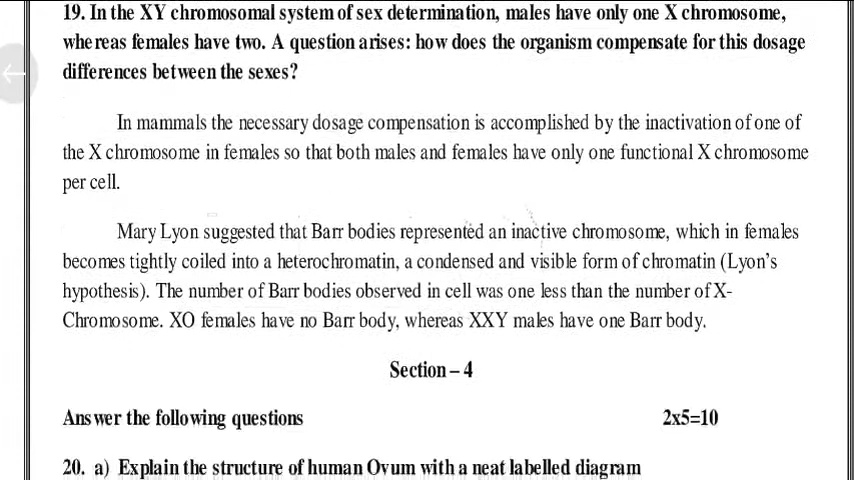 19. In the XY chromosomal system of sex determination, males have only one X chromosome,
whereas females have two. A question arises: how does the organism compensate for this dosage
differences between the sexes?
In mammals the necessary dosage compensation is accomplished by the inactivation of one of
the X chromosome in females so that both males and females have only one functional X chromosome
per cell.
Mary Lyon suggested that Barr bodies represented an inactive chromosome, which in females
becomes tightly coiled into a heterochromatin, a condensed and visible form of chromatin (Lyon's
hypothesis). The number of Barr bodies observed in cell was one less than the number of X-
Chromosome. XO females have no Barr body, whereas XXY males have one Barr body.
Section – 4
Answer the following questions 2x5=10
20. a) Explain the structure of human Ovum with a neat labelled diagram